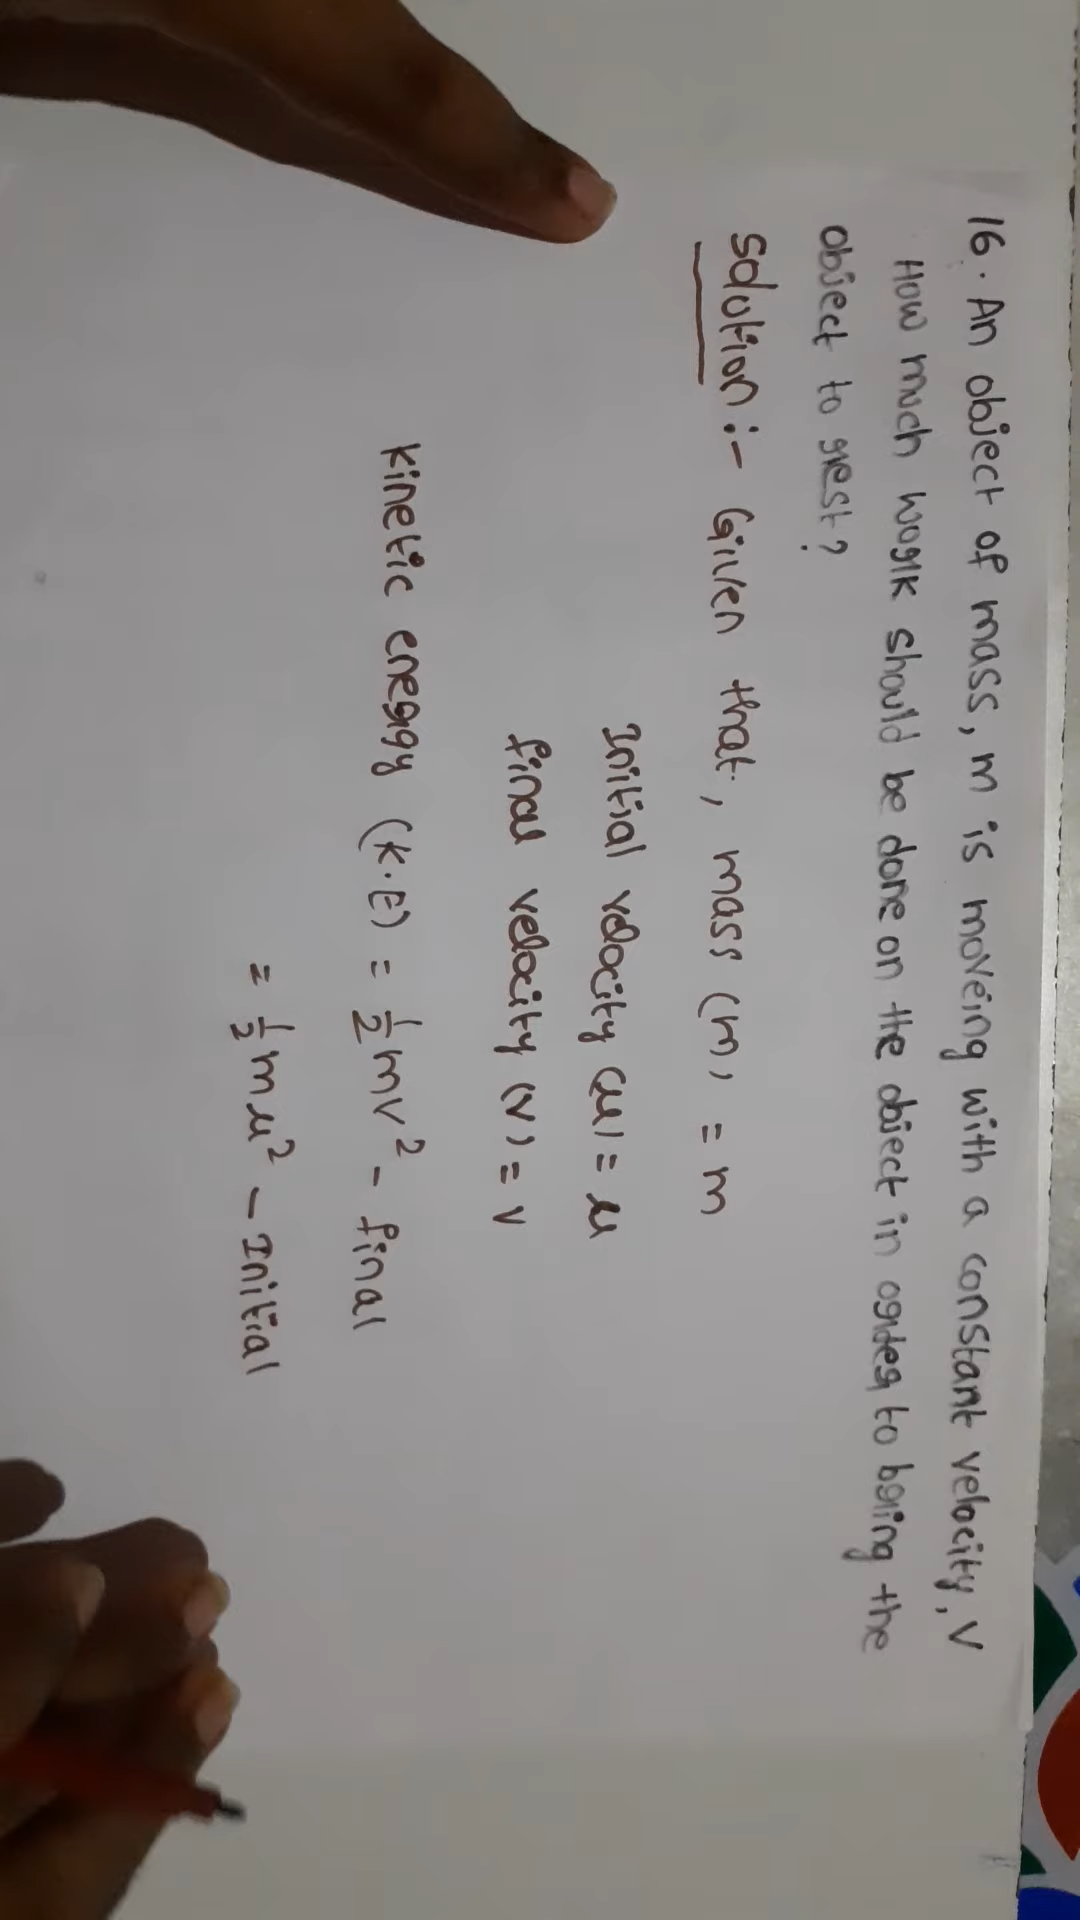 16. An object of mass, m is moveing with a constant velocity, v
How much work should be done on the object in order to bring the
object to rest?
Solution :- Given that, mass (m) = m
Initial velocity (u) = u
final velocity (v) = v
Kinetic energy (K.E) = 1/2 mv² - final
= 1/2 mu² - Initial